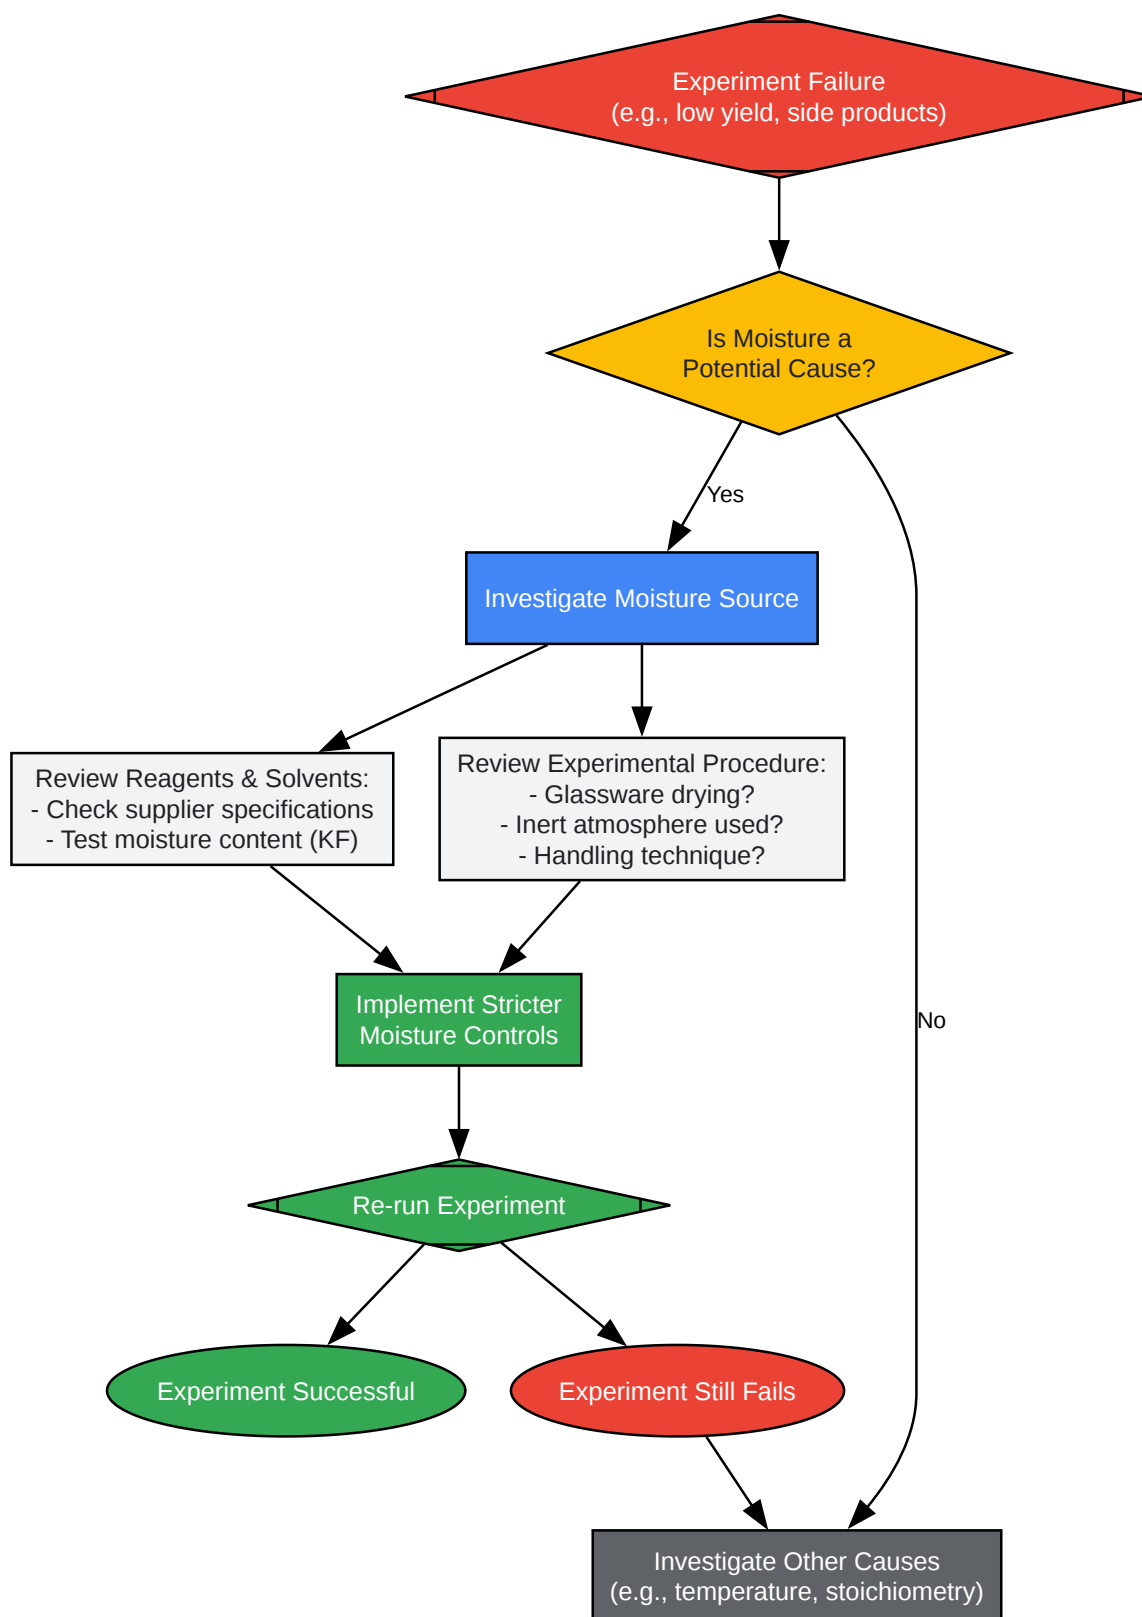 Experiment Failure
(e.g., low yield, side products)
Is Moisture a
Potential Cause?
Yes
Investigate Moisture Source
Review Reagents & Solvents:
- Check supplier specifications
- Test moisture content (KF)
Review Experimental Procedure:
- Glassware drying?
- Inert atmosphere used?
- Handling technique?
Implement Stricter
Moisture Controls
No
Re-run Experiment
Experiment Successful
Experiment Still Fails
Investigate Other Causes
(e.g., temperature, stoichiometry)